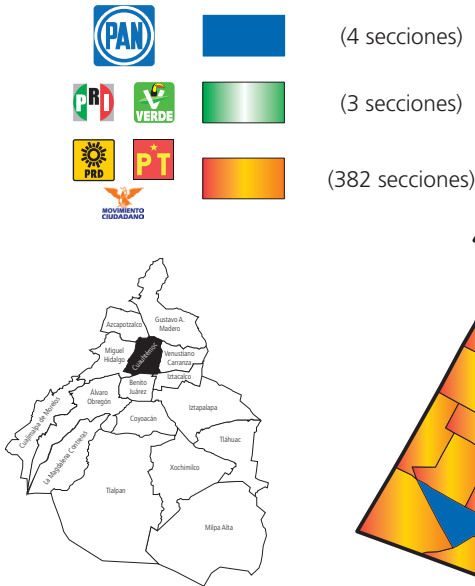 PAN
(4 secciones)
PRI
VERDE
(3 secciones)
PRD
PT
(382 secciones)
MOVIMIENTO
CIUDADANO
Gustavo A.
Madero
Azcapotzalco
Miguel
Hidalgo
Cuauhtémoc
Venustiano
Carranza
Iztacalco
Benito
Juárez
Cuajimalpa de Morelos
Álvaro
Obregón
Coyoacán
Iztapalapa
La Magdalena Contreras
Tláhuac
Xochimilco
Tlalpan
Milpa Alta